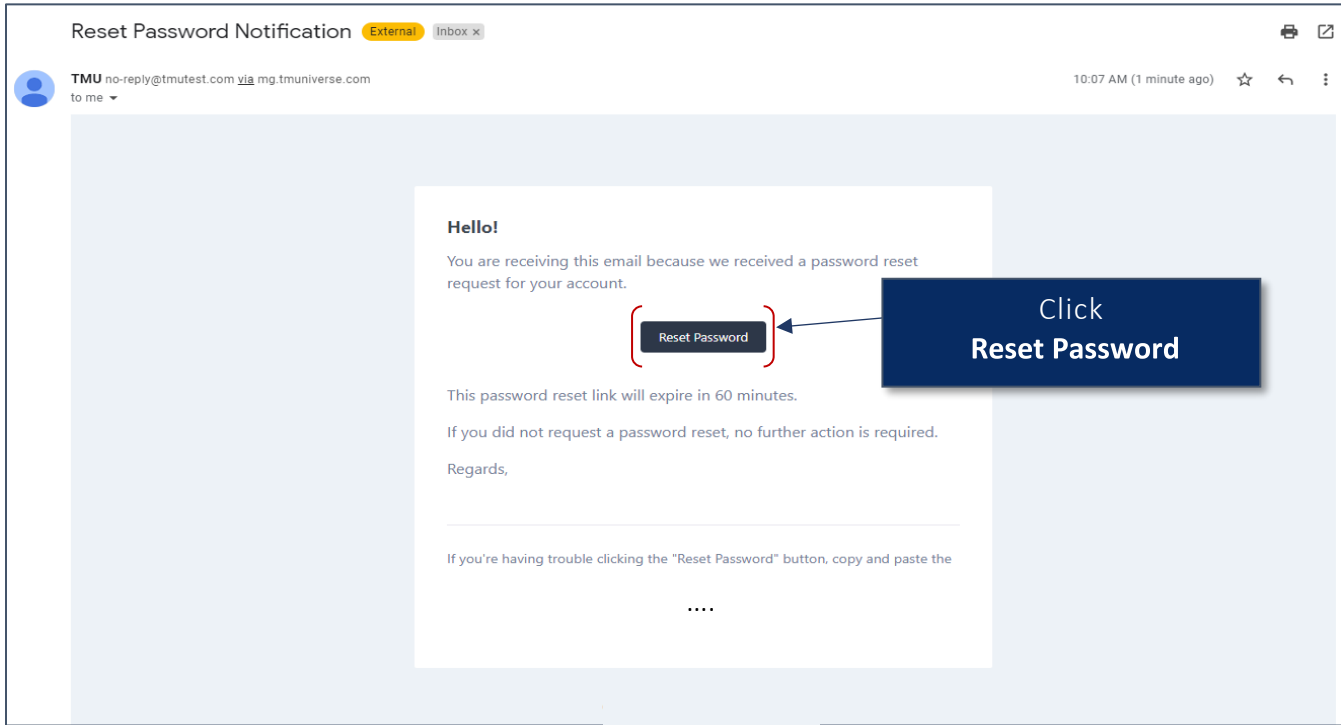 Reset Password Notification External Inbox x
TMU no-reply@tmutest.com via mg.tmuniverse.com 10:07 AM (1 minute ago)
to me
Hello!
You are receiving this email because we received a password reset
request for your account.
Reset Password
Click
Reset Password
This password reset link will expire in 60 minutes.
If you did not request a password reset, no further action is required.
Regards,
If you're having trouble clicking the "Reset Password" button, copy and paste the
....